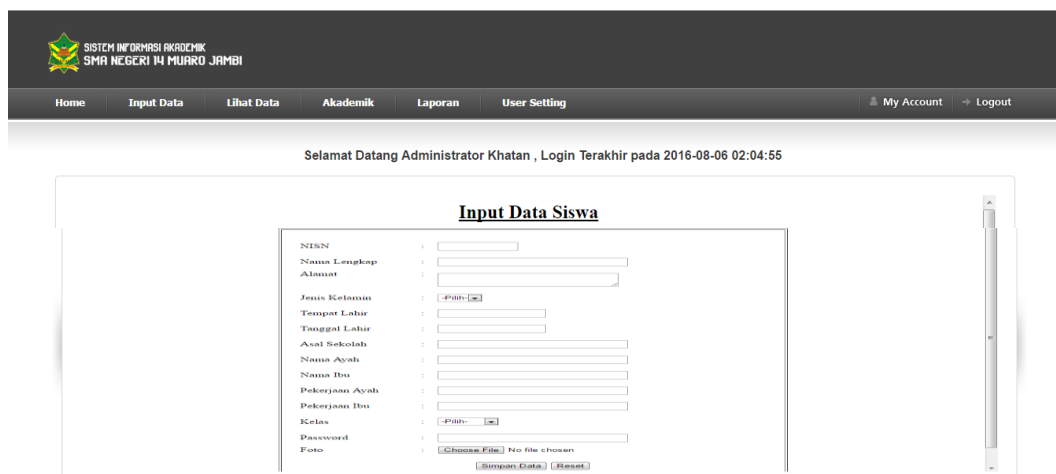 SISTEM INFORMASI AKADEMIK
SMA NEGERI 14 MUARO JAMBI
Home Input Data Lihat Data Akademik Laporan User Setting My Account Logout
Selamat Datang Administrator Khatan , Login Terakhir pada 2016-08-06 02:04:55
Input Data Siswa
NISN :
Nama Lengkap :
Alamat :
Jenis Kelamin : -Pilih-
Tempat Lahir :
Tanggal Lahir :
Asal Sekolah :
Nama Ayah :
Nama Ibu :
Pekerjaan Ayah :
Pekerjaan Ibu :
Kelas : -Pilih-
Password :
Foto : Choose File No file chosen
Simpan Data Reset